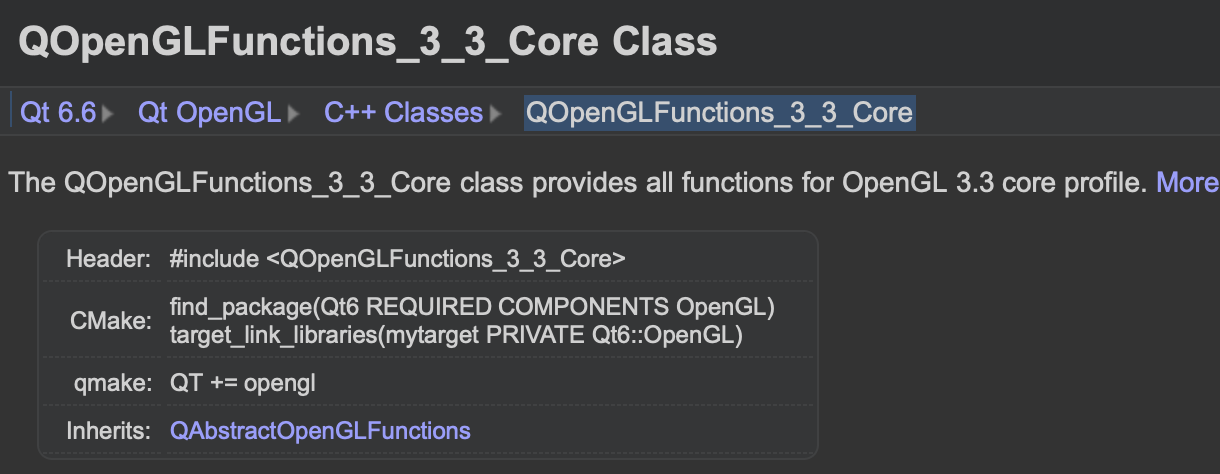 QOpenGLFunctions_3_3_Core Class
Qt 6.6 Qt OpenGL C++ Classes QOpenGLFunctions_3_3_Core
The QOpenGLFunctions_3_3_Core class provides all functions for OpenGL 3.3 core profile. More
Header: #include <QOpenGLFunctions_3_3_Core>
CMake: find_package(Qt6 REQUIRED COMPONENTS OpenGL)
target_link_libraries(mytarget PRIVATE Qt6::OpenGL)
qmake: QT += opengl
Inherits: QAbstractOpenGLFunctions